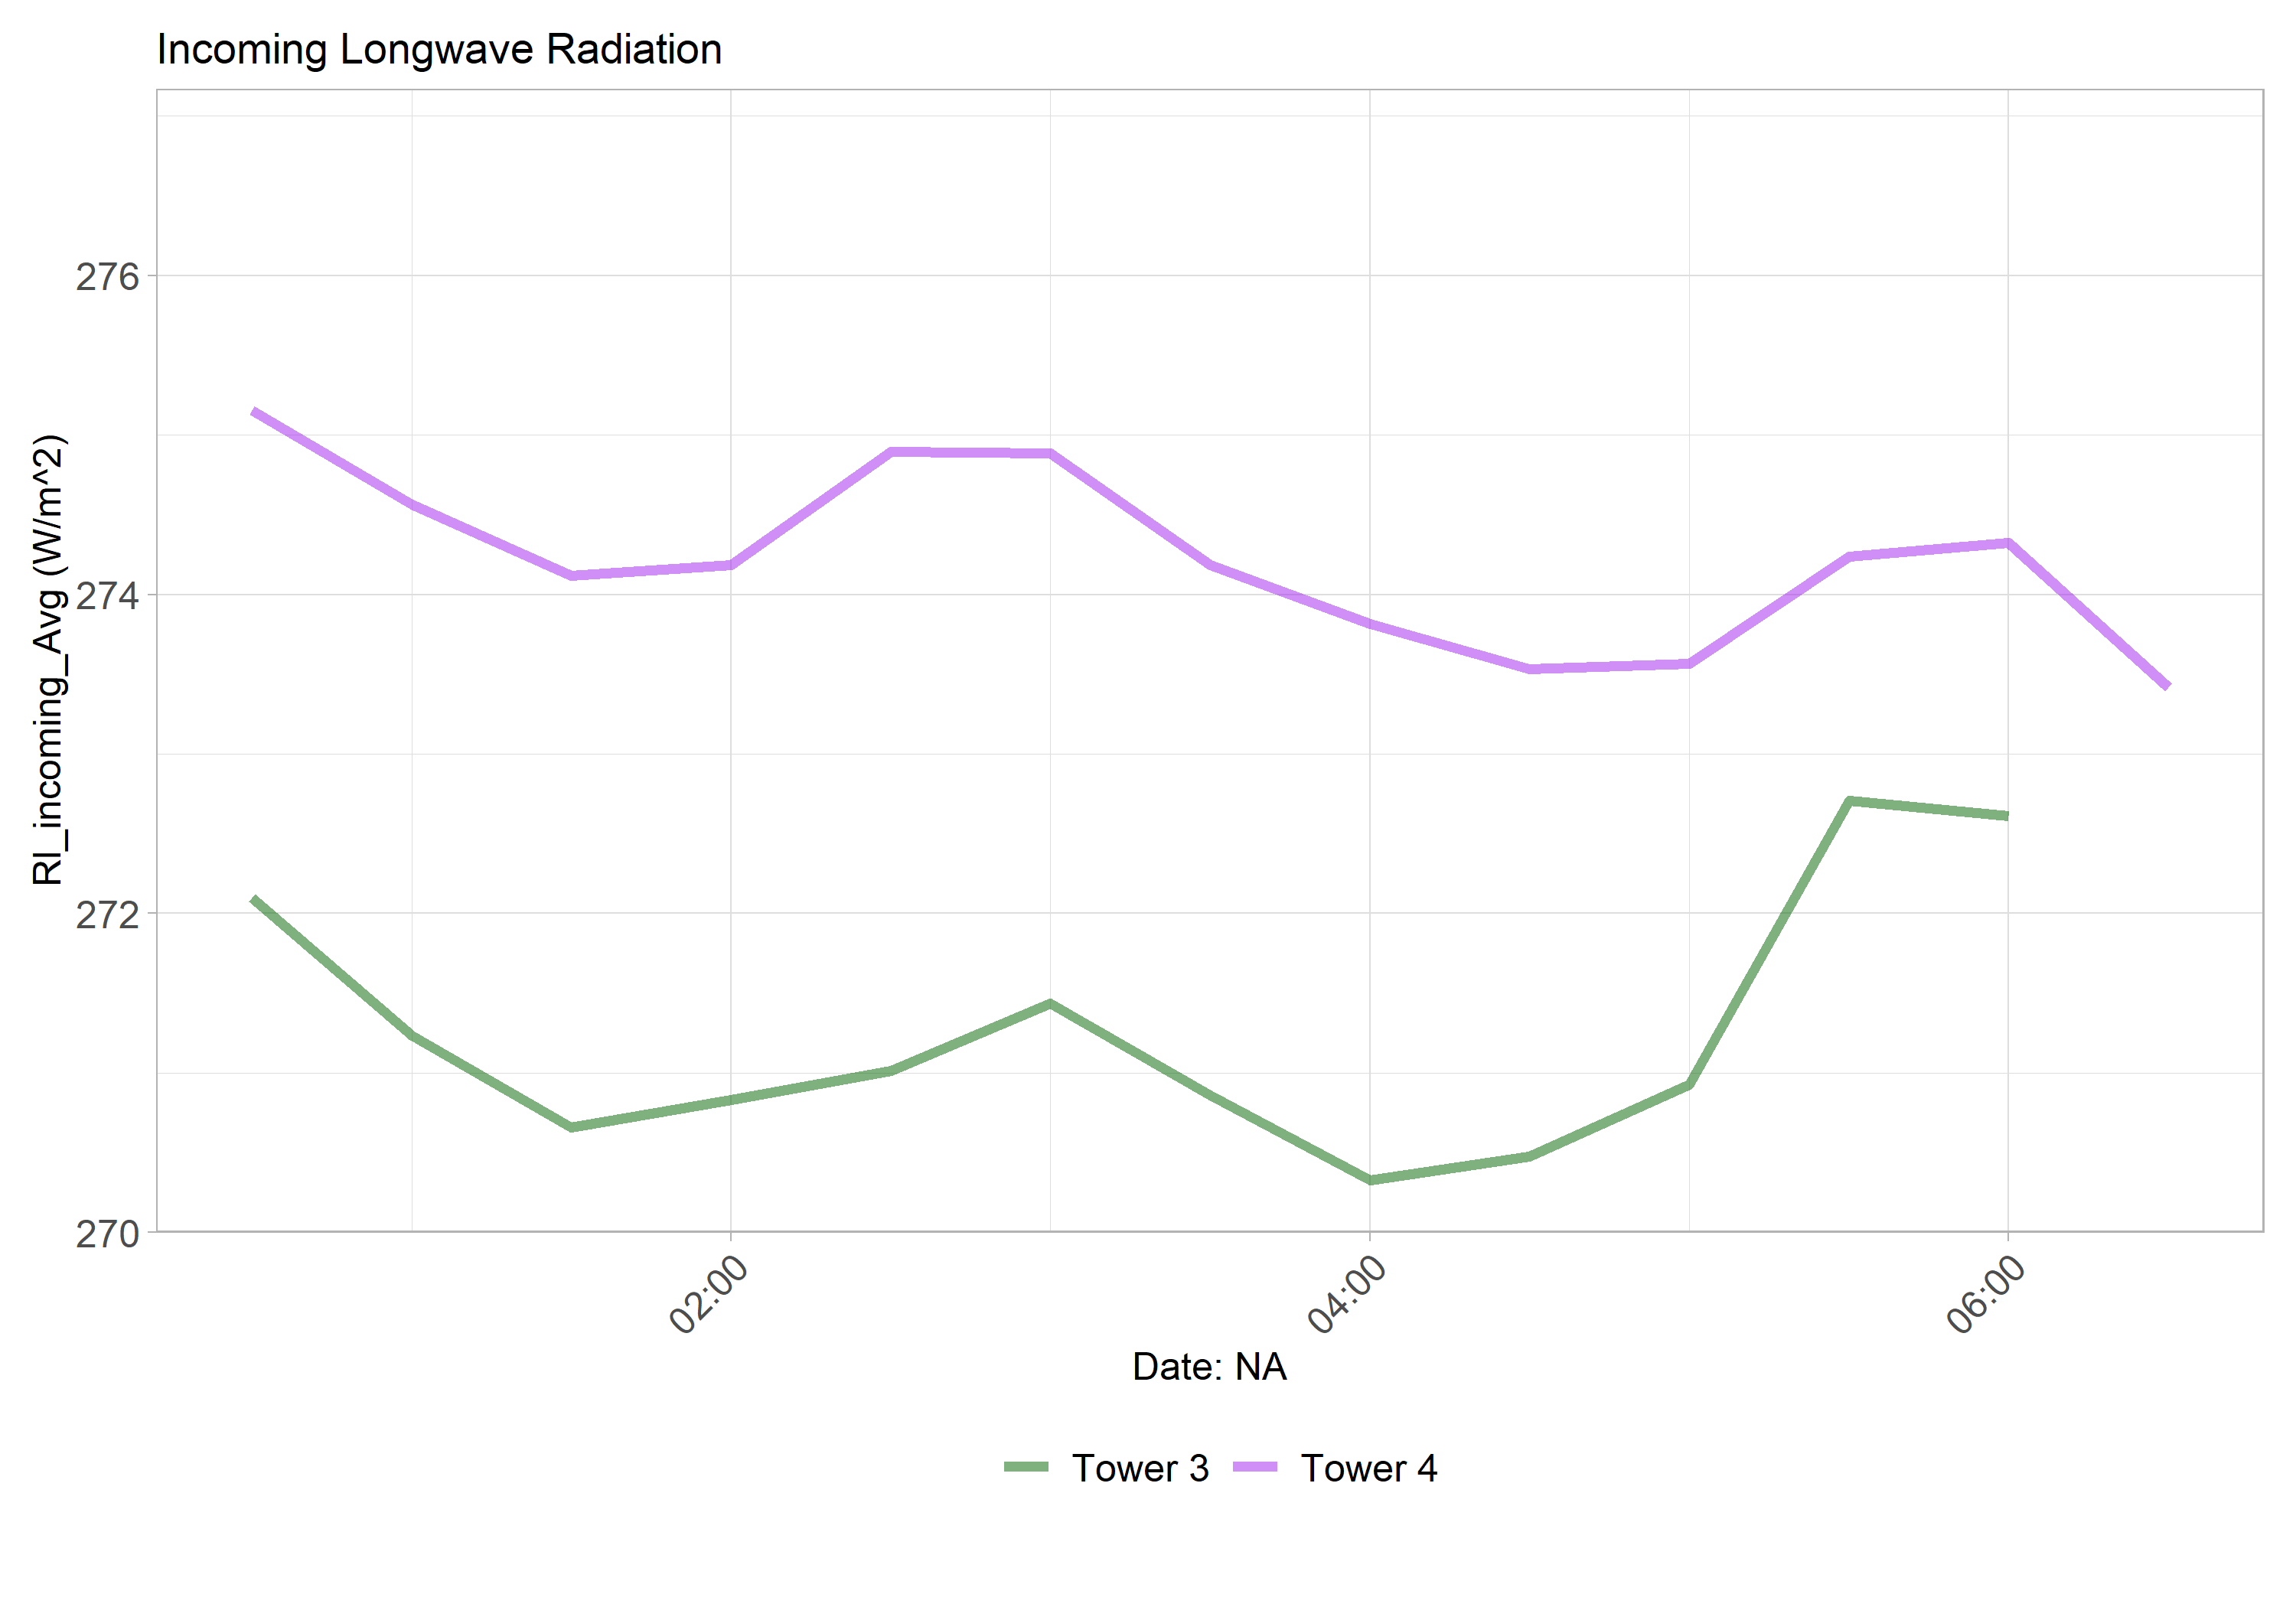 Incoming Longwave Radiation
Rl_incoming_Avg (W/m^2)
276
274
272
270
02:00
04:00
06:00
Date: NA
Tower 3
Tower 4